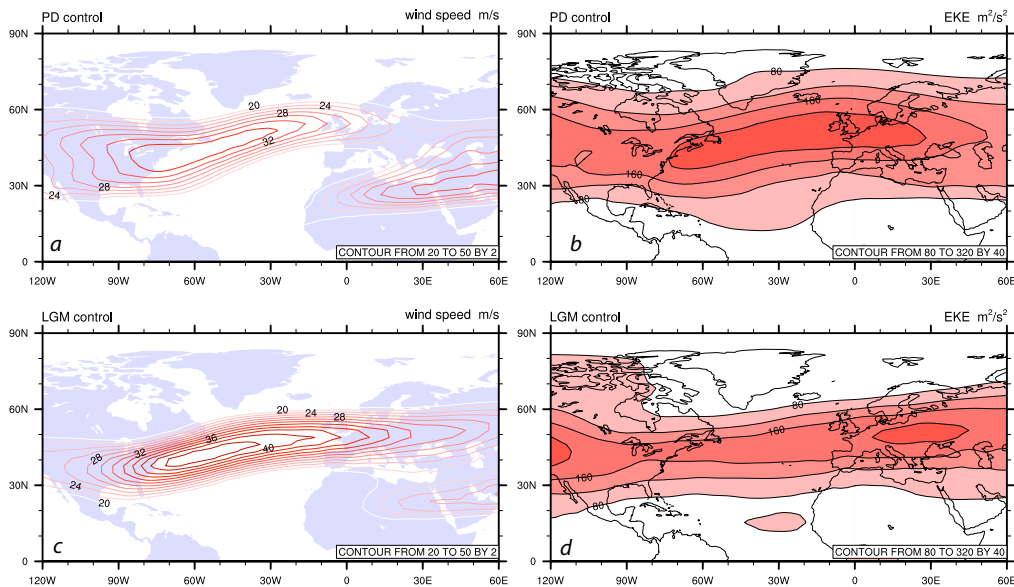 PD control wind speed m/s
90N
60N
30N
0
20 24
28
32
28
24
a
CONTOUR FROM 20 TO 50 BY 2
120W 90W 60W 30W 0 30E 60E
PD control EKE m²/s²
90N
60N
30N
0
80
160
160
80
b
CONTOUR FROM 80 TO 320 BY 40
120W 90W 60W 30W 0 30E 60E
LGM control wind speed m/s
90N
60N
30N
0
20 24 28
36
32 40
28
24
20
c
CONTOUR FROM 20 TO 50 BY 2
120W 90W 60W 30W 0 30E 60E
LGM control EKE m²/s²
90N
60N
30N
0
80
160
160
80
d
CONTOUR FROM 80 TO 320 BY 40
120W 90W 60W 30W 0 30E 60E